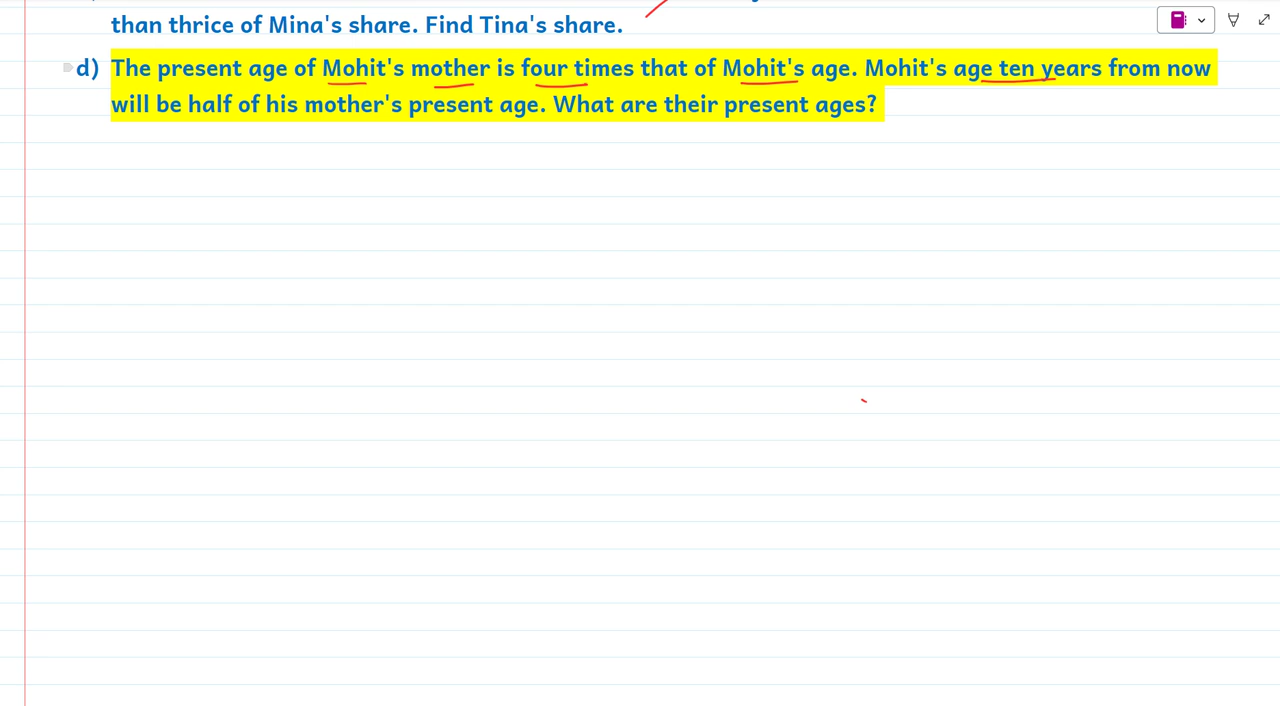 than thrice of Mina's share. Find Tina's share.
d) The present age of Mohit's mother is four times that of Mohit's age. Mohit's age ten years from now
will be half of his mother's present age. What are their present ages?